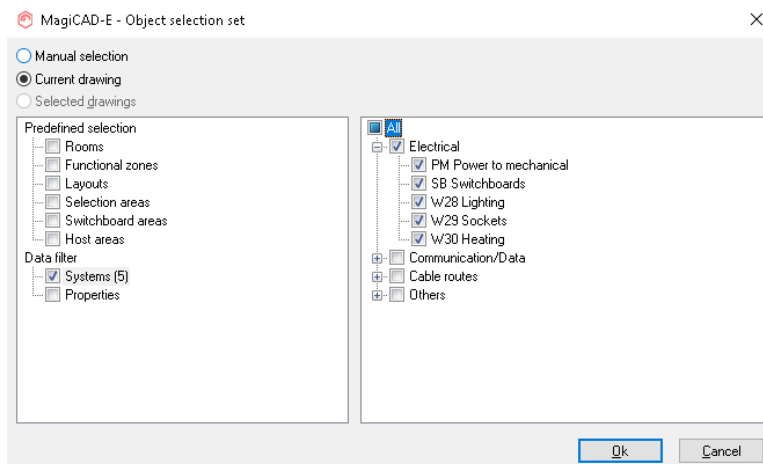 MagiCAD-E - Object selection set
Manual selection
Current drawing
Selected drawings
Predefined selection
Rooms
Functional zones
Layouts
Selection areas
Switchboard areas
Host areas
Data filter
Systems (5)
Properties
All
Electrical
PM Power to mechanical
SB Switchboards
W28 Lighting
W29 Sockets
W30 Heating
Communication/Data
Cable routes
Others
Ok
Cancel